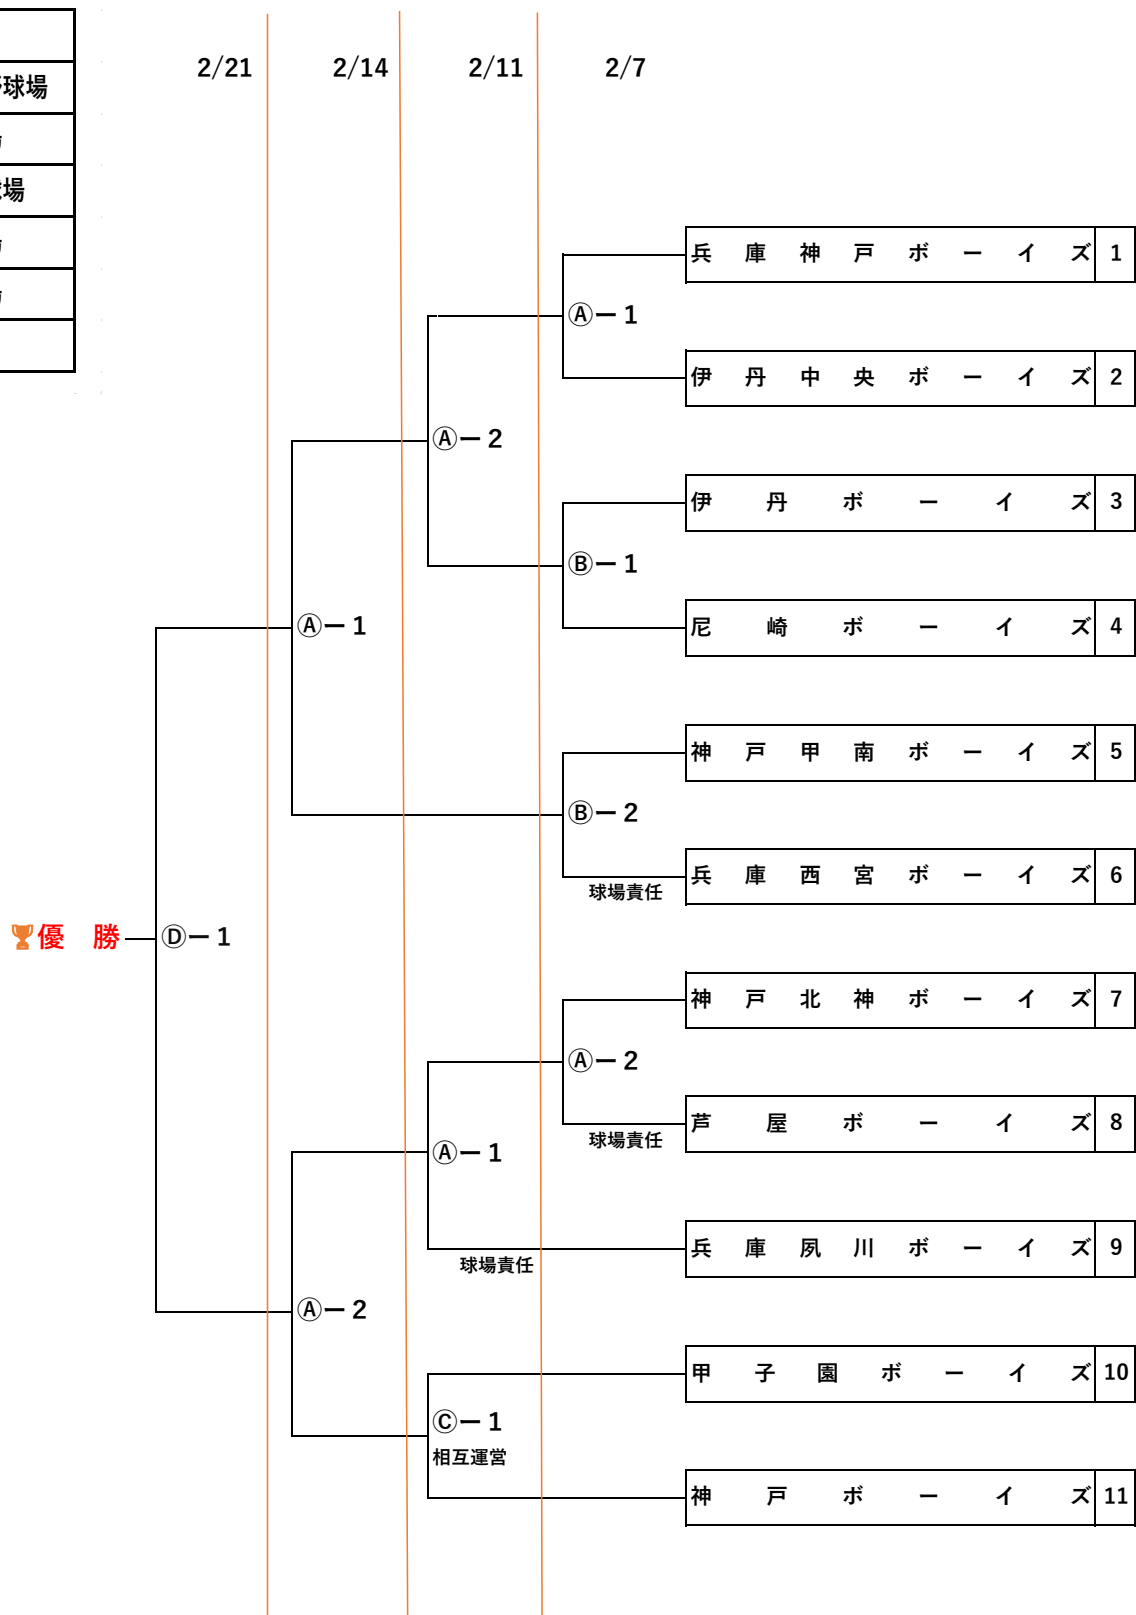 球場
場
2/21 2/14 2/11 2/7
兵庫神戸ボーイズ 1
Ⓐー1
伊丹中央ボーイズ 2
Ⓐー2
伊丹ボーイズ 3
Ⓑー1
尼崎ボーイズ 4
Ⓐー1
神戸甲南ボーイズ 5
Ⓑー2
兵庫西宮ボーイズ 6
球場責任
優　勝
Ⓓー1
神戸北神ボーイズ 7
Ⓐー2
芦屋ボーイズ 8
球場責任
Ⓐー1
兵庫夙川ボーイズ 9
球場責任
Ⓐー2
甲子園ボーイズ 10
Ⓒー1
相互運営
神戸ボーイズ 11